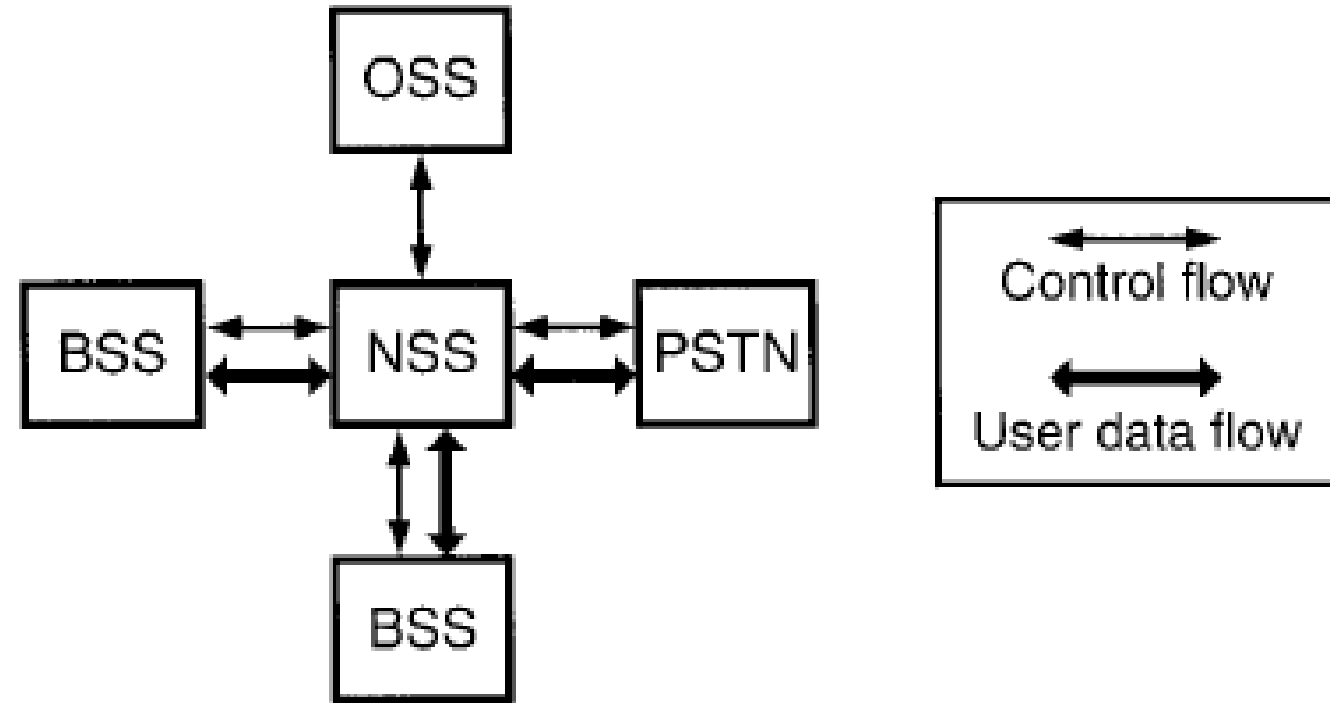 OSS
BSS
NSS
PSTN
BSS
Control flow
User data flow